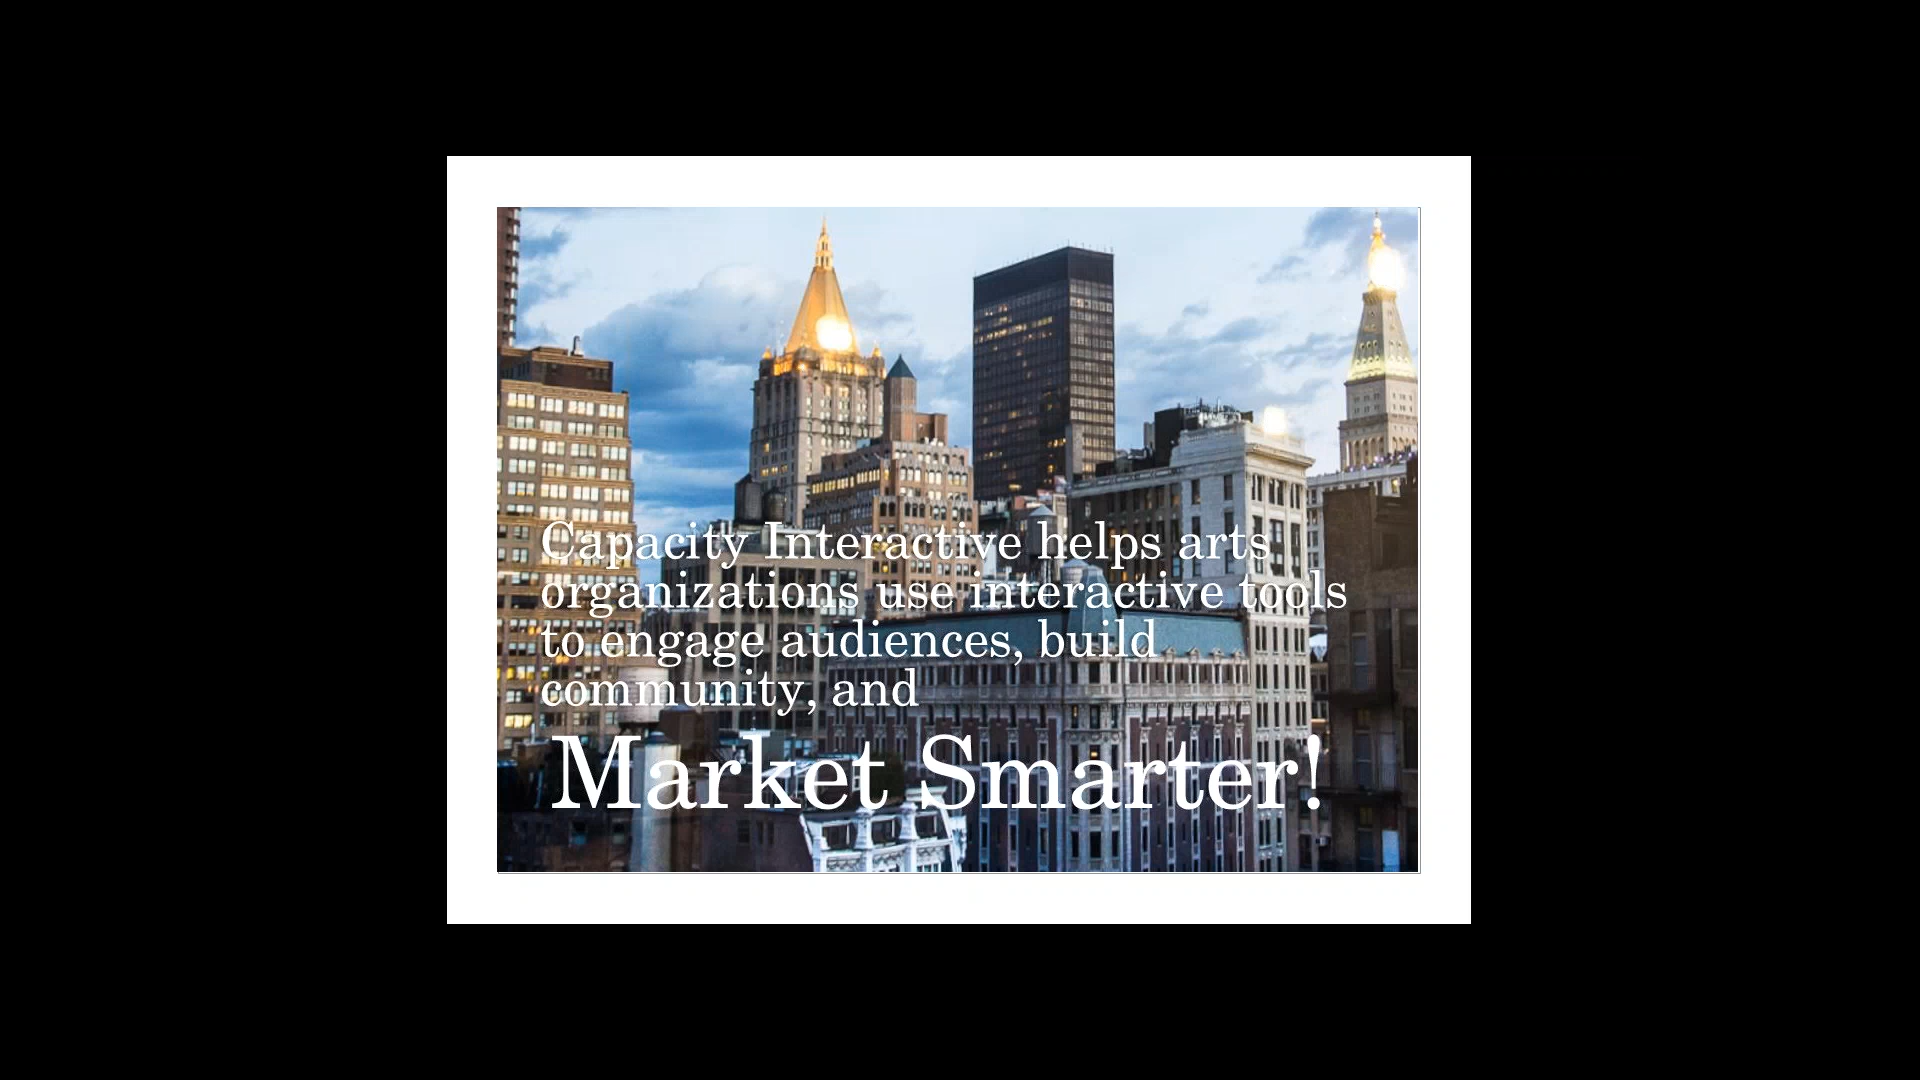 Capacity Interactive helps arts
organizations use interactive tools
to engage audiences, build
community, and
Market Smarter!